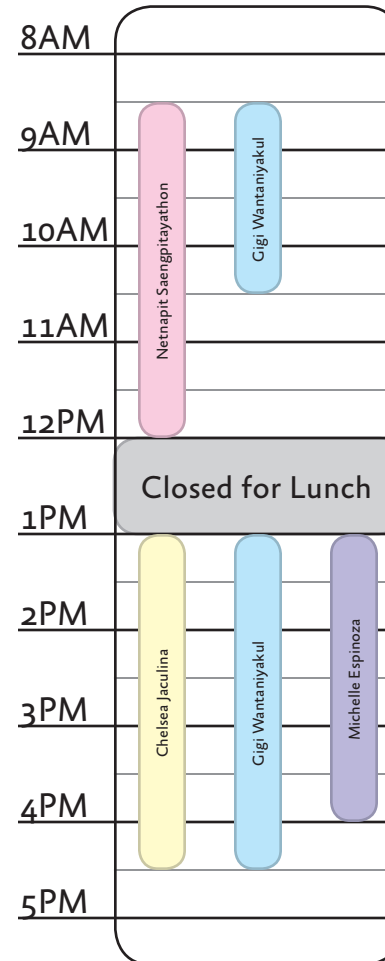 8AM
9AM
10AM
11AM
12PM
1PM
2PM
3PM
4PM
5PM
Netnapit Saengpitayathon
Gigi Wantaniyakul
Closed for Lunch
Chelsea Jaculina
Gigi Wantaniyakul
Michelle Espinoza